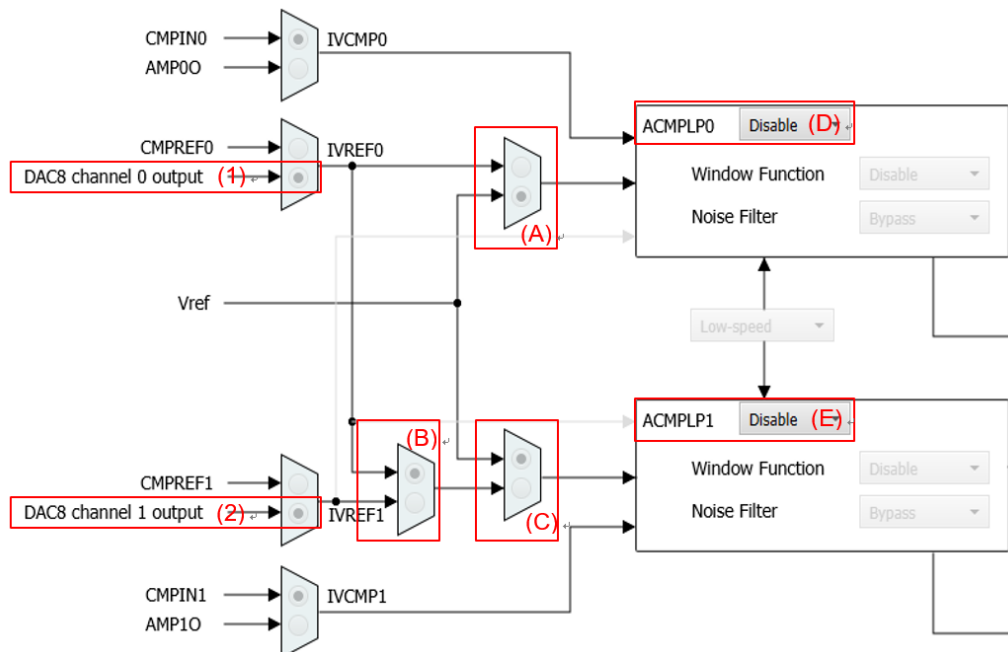 CMPIN0
IVCMP0
AMP0O
ACMPLP0 Disable (D)
CMPREF0
IVREF0
DAC8 channel 0 output (1)
Window Function Disable
Noise Filter Bypass
(A)
Vref
Low-speed
ACMPLP1 Disable (E)
(B)
Window Function Disable
CMPREF1
DAC8 channel 1 output (2)
IVREF1
(C)
Noise Filter Bypass
CMPIN1
IVCMP1
AMP1O